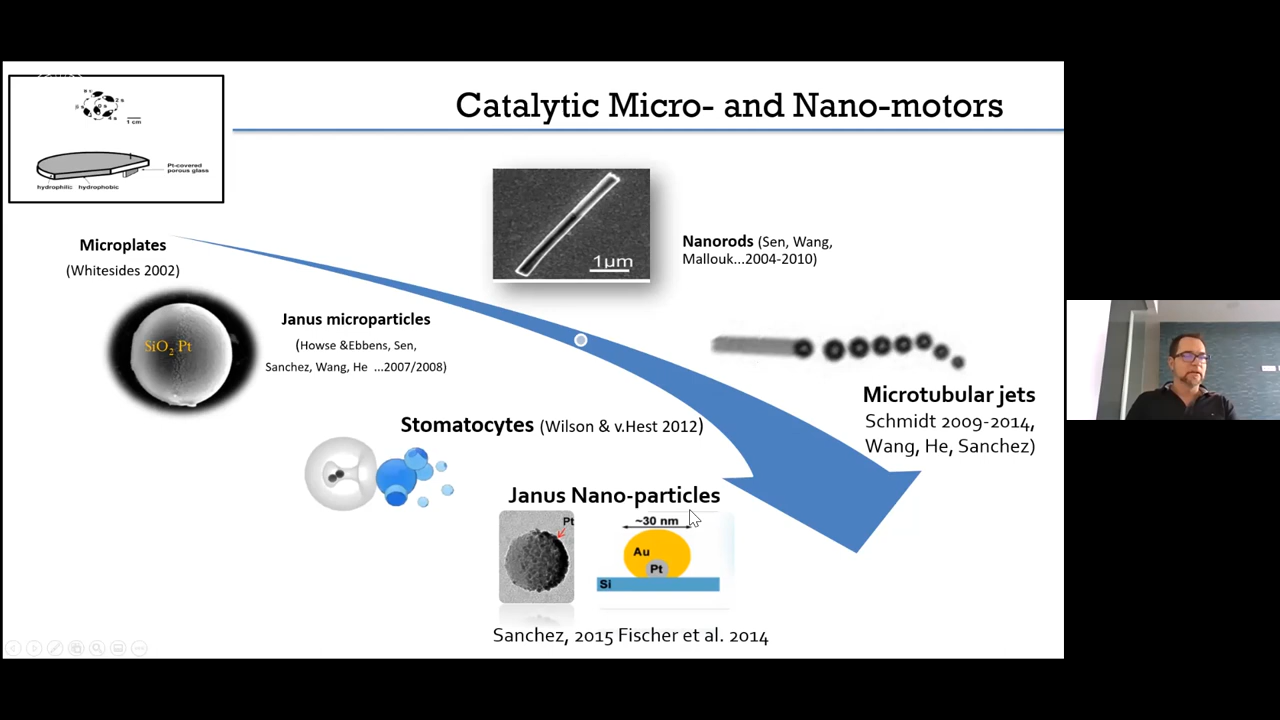 Catalytic Micro- and Nano-motors
1 cm
Pt-covered
porous glass
hydrophilic hydrophobic
Microplates
(Whitesides 2002)
1µm
Nanorods (Sen, Wang,
Mallouk...2004-2010)
SiO2 Pt
Janus microparticles
(Howse &Ebbens, Sen,
Sanchez, Wang, He ...2007/2008)
Microtubular jets
Schmidt 2009-2014,
Wang, He, Sanchez)
Stomatocytes (Wilson & v.Hest 2012)
Janus Nano-particles
Pt
~30 nm
Au
Pt
Si
Sanchez, 2015 Fischer et al. 2014